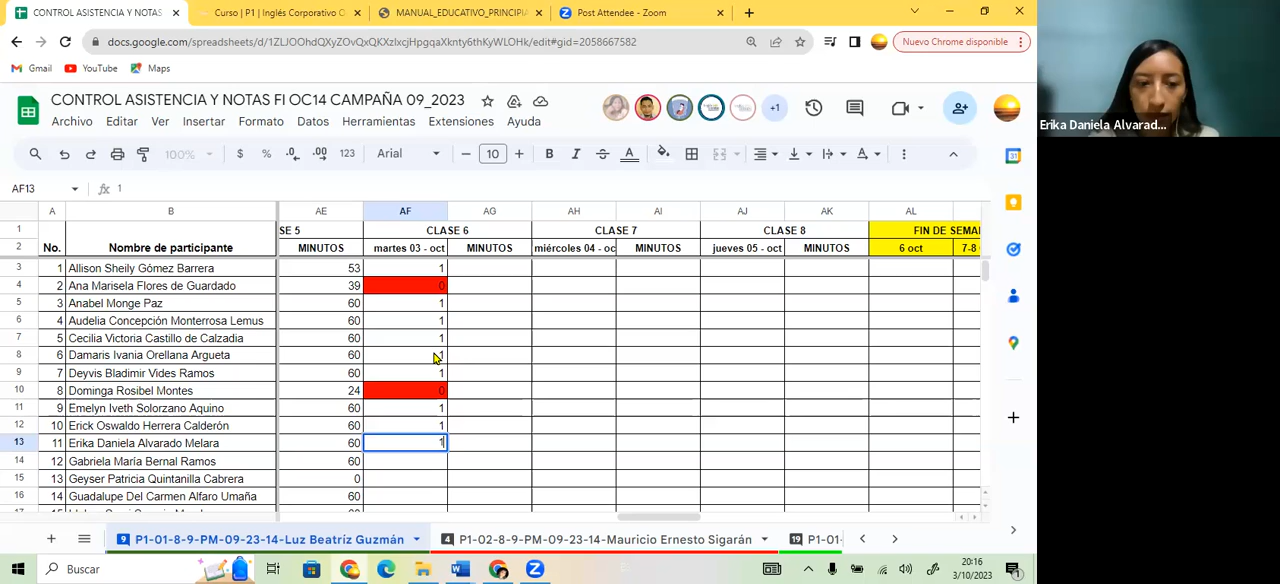 CONTROL ASISTENCIA Y NOTAS
Curso | P1 | Inglés Corporativo O
MANUAL_EDUCATIVO_PRINCIPIA
Post Attendee - Zoom
docs.google.com/spreadsheets/d/1ZLJOOhdQXyZOvQxQKXzlxcjHpgqaXknty6thKyWLOHk/edit#gid=2058667582
Nuevo Chrome disponible
Gmail YouTube Maps
CONTROL ASISTENCIA Y NOTAS FI OC14 CAMPAÑA 09_2023
+1
Archivo Editar Ver Insertar Formato Datos Herramientas Extensiones Ayuda
100% $ % .0 .00 123 Arial 10 B I
AF13 fx 1
A B AE AF AG AH AI AJ AK AL
1 SE 5 CLASE 6 CLASE 7 CLASE 8 FIN DE SEMA
2 No. Nombre de participante MINUTOS martes 03 - oct MINUTOS miércoles 04 - oc MINUTOS jueves 05 - oct MINUTOS 6 oct 7-8
3 1 Allison Sheily Gómez Barrera 53 1
4 2 Ana Marisela Flores de Guardado 39 0
5 3 Anabel Monge Paz 60 1
6 4 Audelia Concepción Monterrosa Lemus 60 1
7 5 Cecilia Victoria Castillo de Calzadia 60 1
8 6 Damaris Ivania Orellana Argueta 60 1
9 7 Deyvis Bladimir Vides Ramos 60 1
10 8 Dominga Rosibel Montes 24 0
11 9 Emelyn Iveth Solorzano Aquino 60 1
12 10 Erick Oswaldo Herrera Calderón 60 1
13 11 Erika Daniela Alvarado Melara 60 1
14 12 Gabriela María Bernal Ramos 60
15 13 Geyser Patricia Quintanilla Cabrera 0
16 14 Guadalupe Del Carmen Alfaro Umaña 60
9 P1-01-8-9-PM-09-23-14-Luz Beatríz Guzmán 4 P1-02-8-9-PM-09-23-14-Mauricio Ernesto Sigarán 19 P1-01-
Buscar
20:16
3/10/2023
Erika Daniela Alvarad...